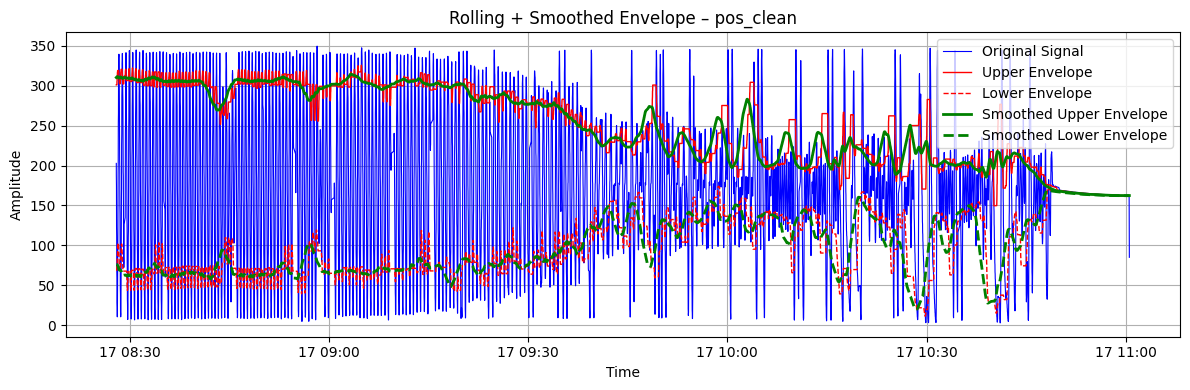 Rolling + Smoothed Envelope – pos_clean
Amplitude
350
300
250
200
150
100
50
0
Original Signal
Upper Envelope
Lower Envelope
Smoothed Upper Envelope
Smoothed Lower Envelope
17 08:30
17 09:00
17 09:30
17 10:00
17 10:30
17 11:00
Time